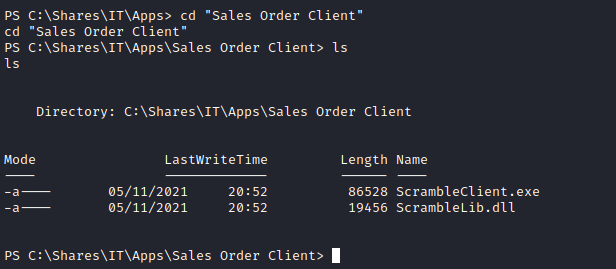 PS C:\Shares\IT\Apps> cd "Sales Order Client"
cd "Sales Order Client"
PS C:\Shares\IT\Apps\Sales Order Client> ls
ls
Directory: C:\Shares\IT\Apps\Sales Order Client
Mode LastWriteTime Length Name
---- ------------- ------ ----
-a---- 05/11/2021 20:52 86528 ScrambleClient.exe
-a---- 05/11/2021 20:52 19456 ScrambleLib.dll
PS C:\Shares\IT\Apps\Sales Order Client>